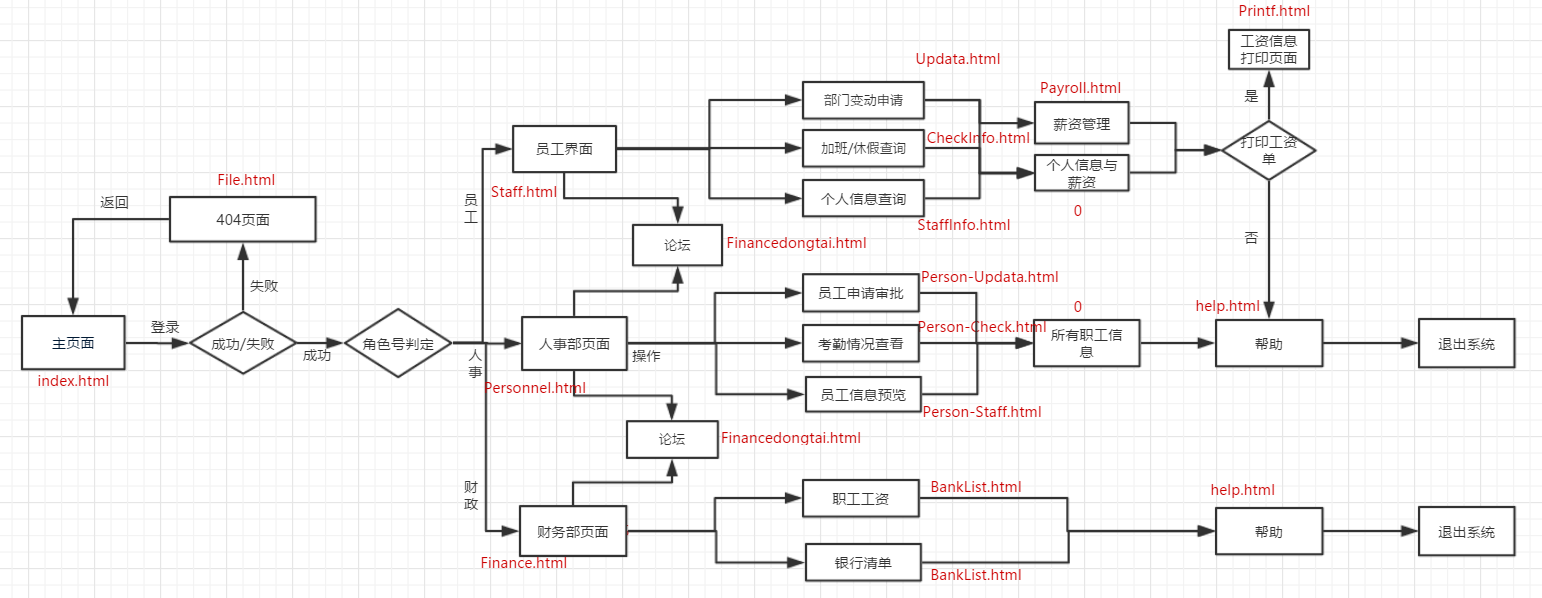 Printf.html
工资信息
打印页面
是
打印工资
单
否
Updata.html
部门变动申请
Payroll.html
薪资管理
CheckInfo.html
加班/休假查询
个人信息与
薪资
0
个人信息查询
StaffInfo.html
员工界面
Staff.html
员
工
论坛
Financedongtai.html
File.html
404页面
返回
失败
主页面
index.html
登录
成功/失败
成功
角色号判定
人
事
人事部页面
Personnel.html
操作
员工申请审批
Person-Updata.html
考勤情况查看
Person-Check.html
员工信息预览
Person-Staff.html
0
所有职工信
息
help.html
帮助
退出系统
论坛
Financedongtai.html
财
政
财务部页面
Finance.html
职工工资
BankList.html
银行清单
BankList.html
help.html
帮助
退出系统